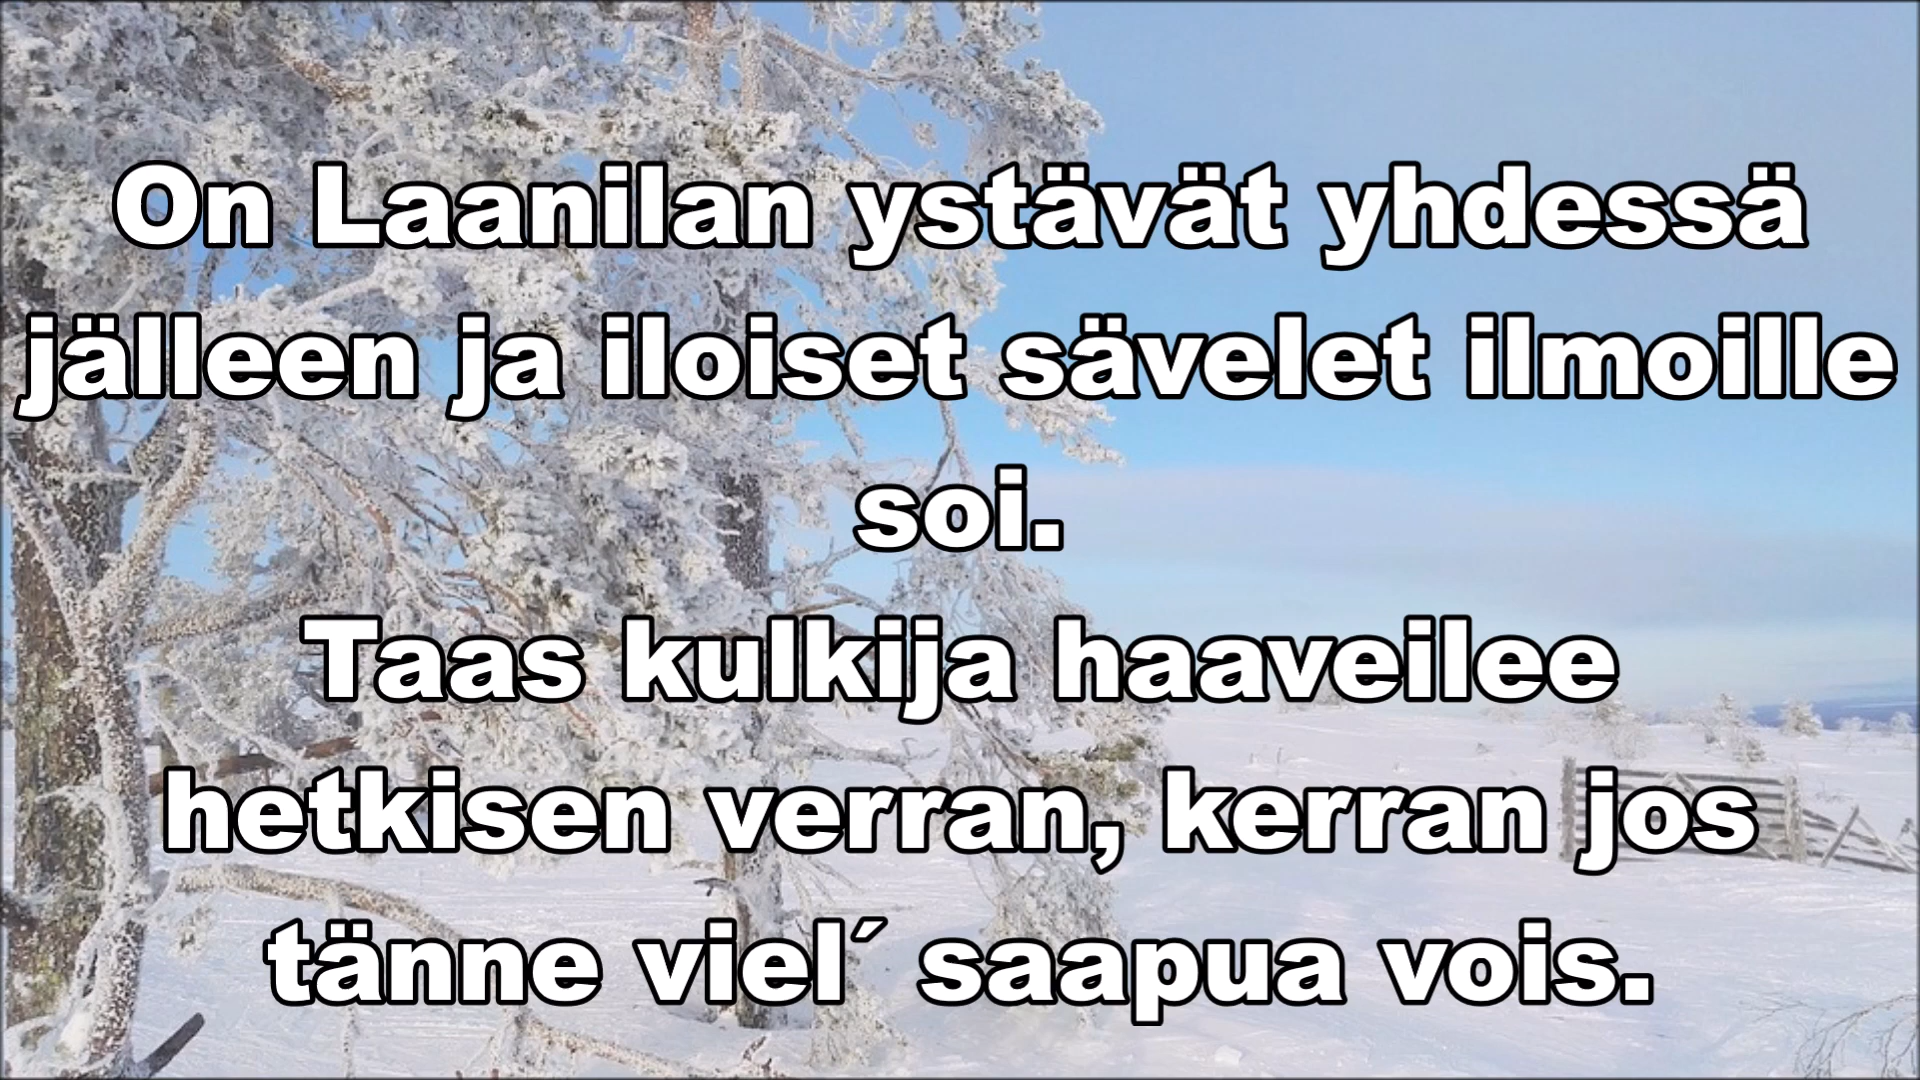 On Laanilan ystävät yhdessä
jälleen ja iloiset sävelet ilmoille
soi.
Taas kulkija haaveilee
hetkisen verran, kerran jos
tänne viel´ saapua vois.